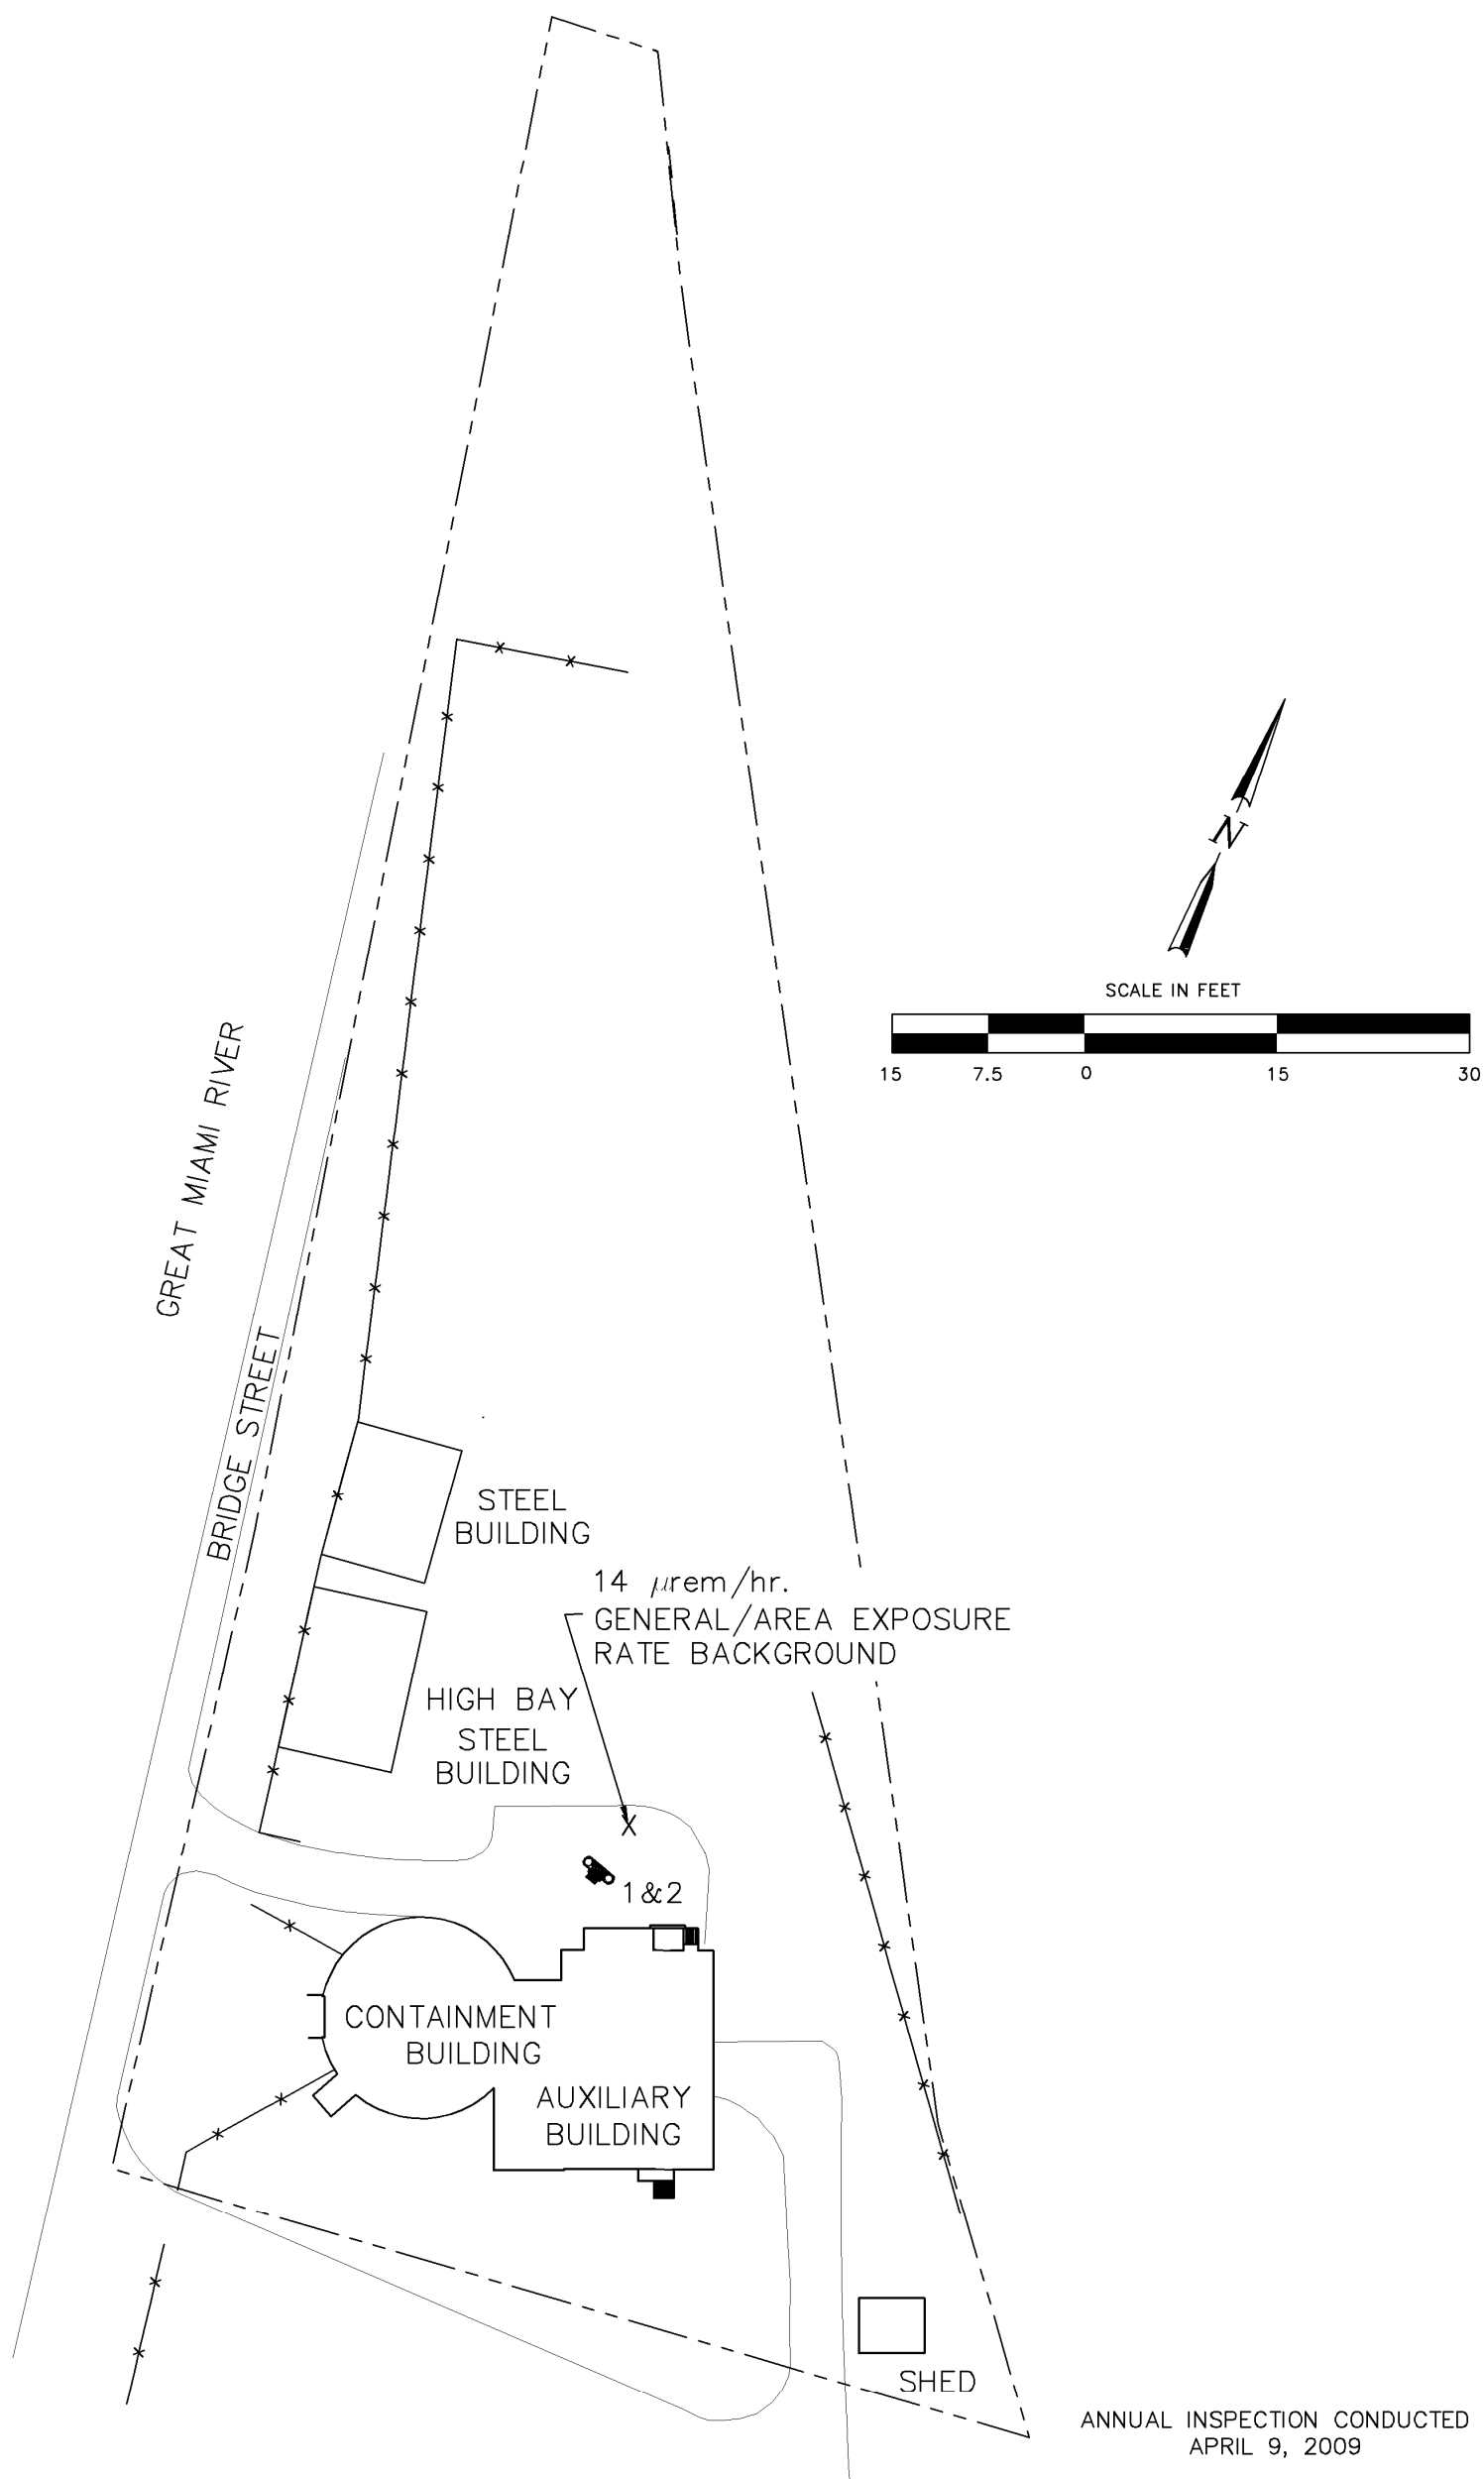 N
SCALE IN FEET
15 7.5 0 15 30
GREAT MIAMI RIVER
BRIDGE STREET
STEEL
BUILDING
14 μrem/hr.
GENERAL/AREA EXPOSURE
RATE BACKGROUND
HIGH BAY
STEEL
BUILDING
X
1&2
CONTAINMENT
BUILDING
AUXILIARY
BUILDING
SHED
ANNUAL INSPECTION CONDUCTED
APRIL 9, 2009